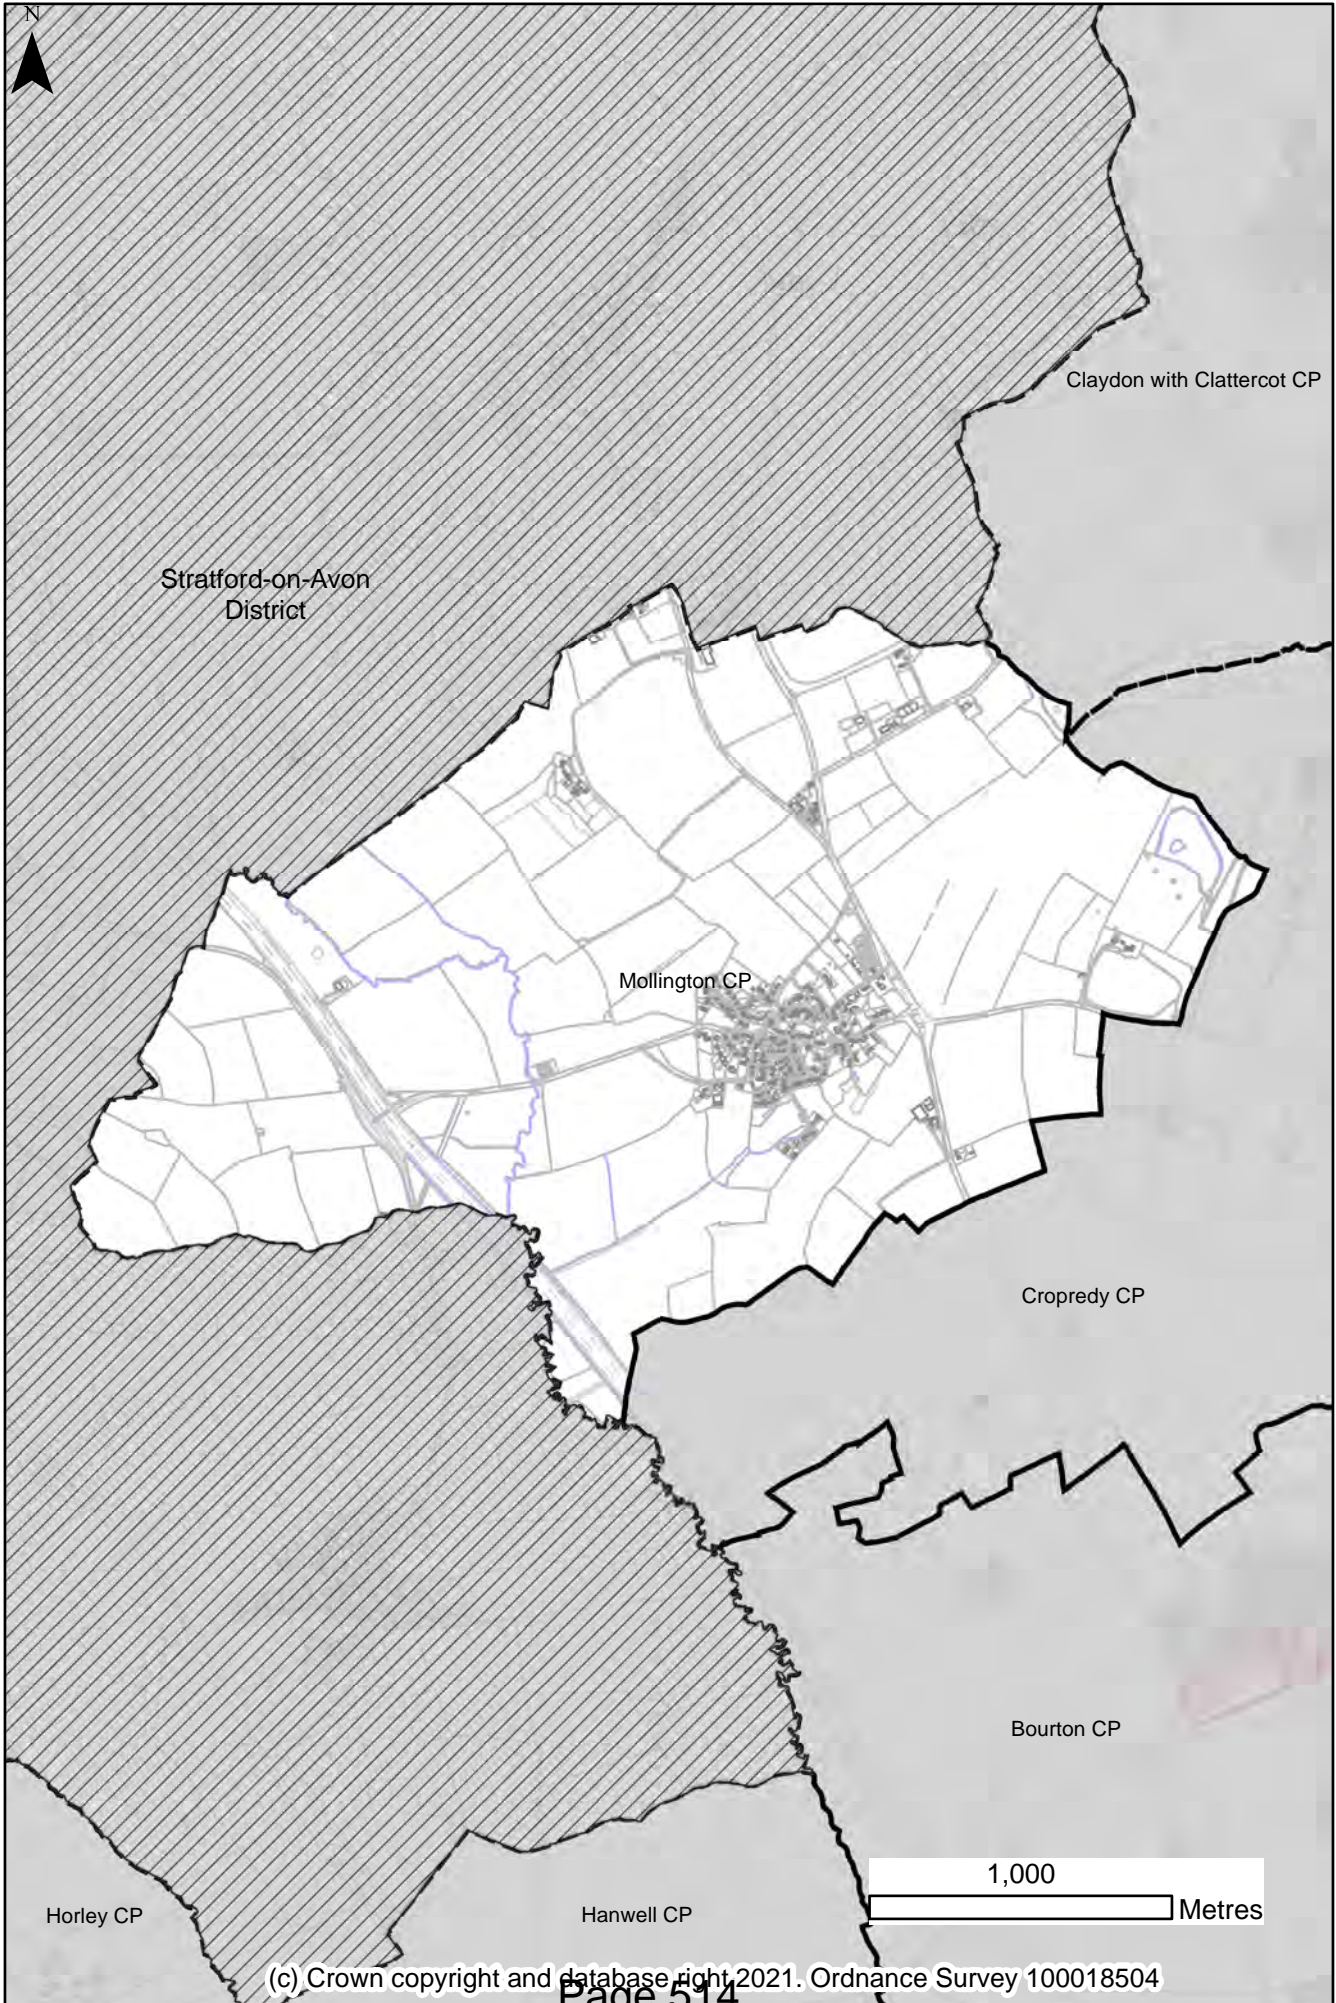 N
Claydon with Clattercot CP
Stratford-on-Avon
District
Mollington CP
Cropredy CP
Bourton CP
1,000
Metres
Horley CP
Hanwell CP
(c) Crown copyright and database right 2021. Ordnance Survey 100018504
Page 514